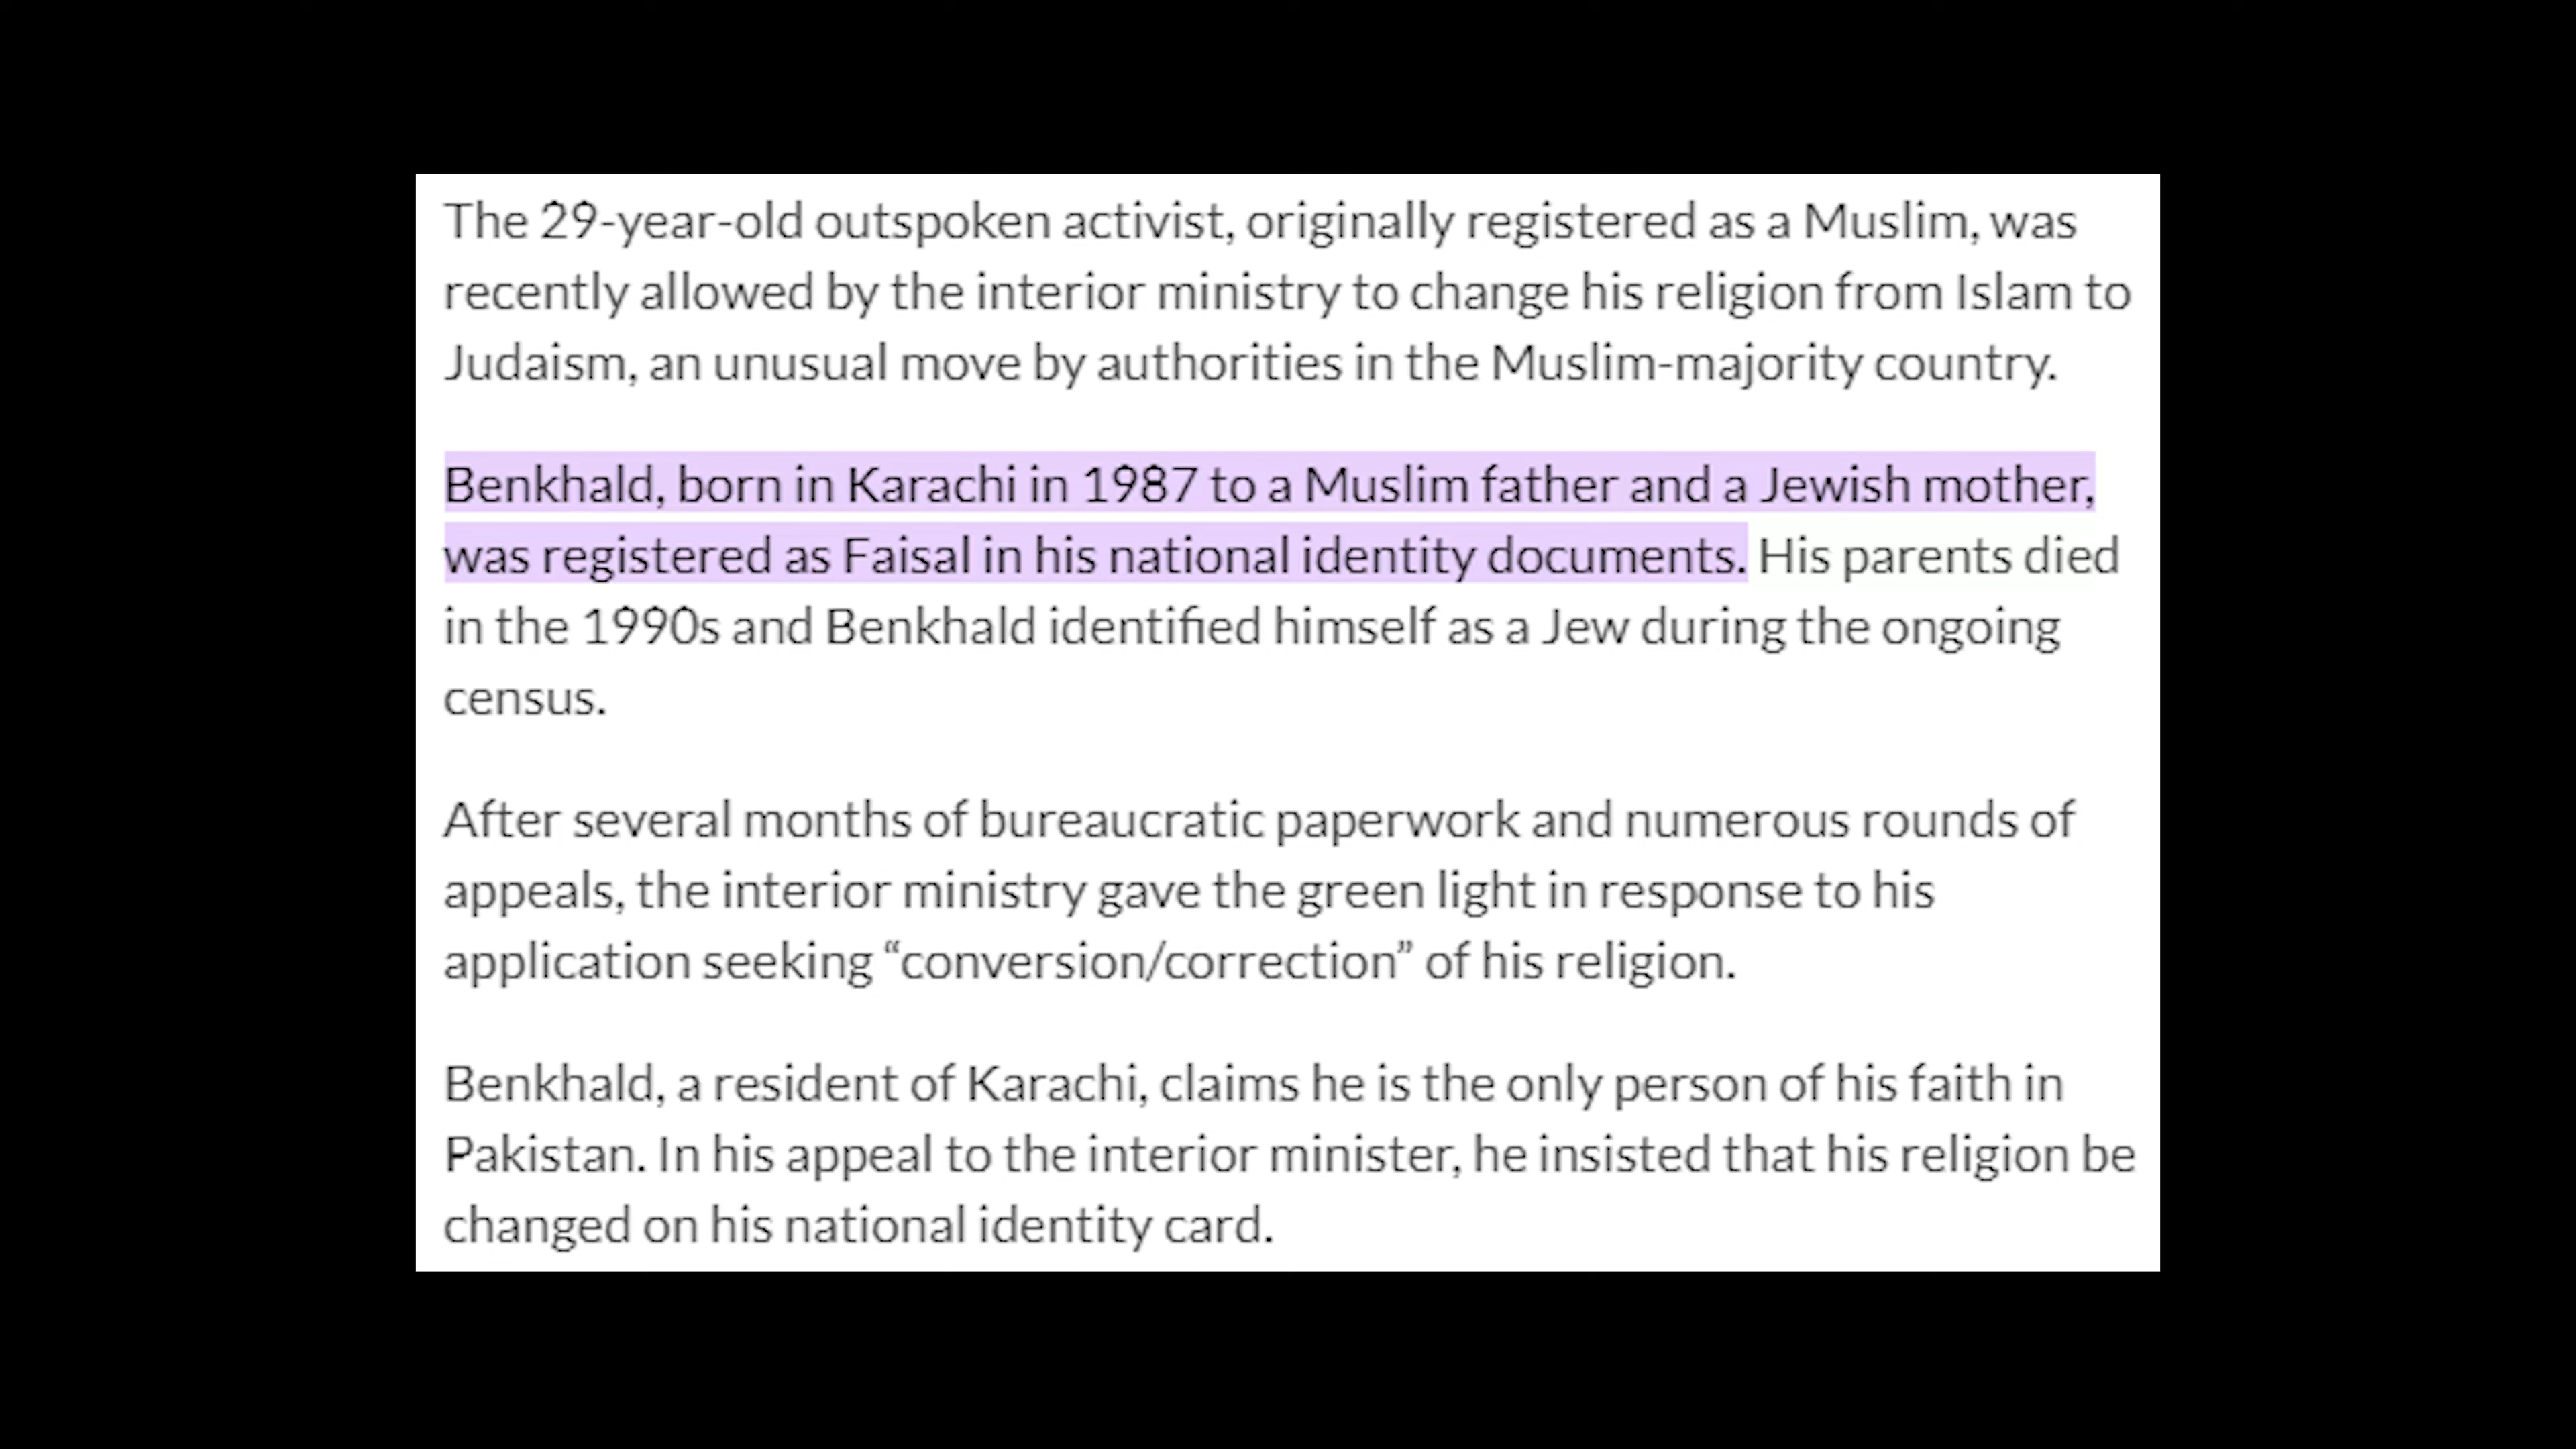 The 29-year-old outspoken activist, originally registered as a Muslim, was
recently allowed by the interior ministry to change his religion from Islam to
Judaism, an unusual move by authorities in the Muslim-majority country.
Benkhald, born in Karachi in 1987 to a Muslim father and a Jewish mother,
was registered as Faisal in his national identity documents. His parents died
in the 1990s and Benkhald identified himself as a Jew during the ongoing
census.
After several months of bureaucratic paperwork and numerous rounds of
appeals, the interior ministry gave the green light in response to his
application seeking “conversion/correction” of his religion.
Benkhald, a resident of Karachi, claims he is the only person of his faith in
Pakistan. In his appeal to the interior minister, he insisted that his religion be
changed on his national identity card.